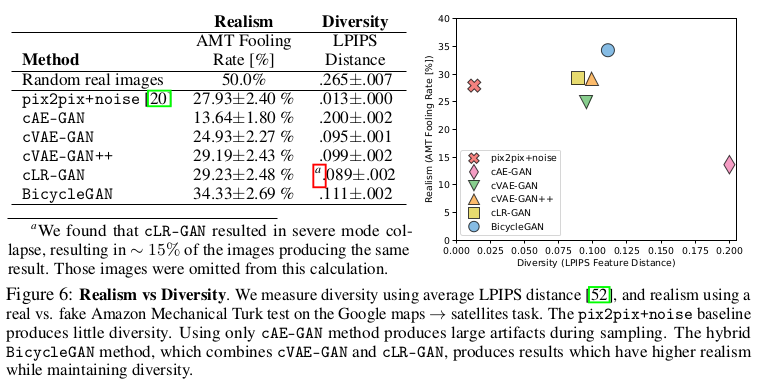 Realism Diversity
AMT Fooling LPIPS
Method Rate [%] Distance
Random real images 50.0% .265±.007
pix2pix+noise [20] 27.93±2.40 % .013±.000
cAE-GAN 13.64±1.80 % .200±.002
cVAE-GAN 24.93±2.27 % .095±.001
cVAE-GAN++ 29.19±2.43 % .099±.002
cLR-GAN 29.23±2.48 % a.089±.002
BicycleGAN 34.33±2.69 % .111±.002
aWe found that cLR-GAN resulted in severe mode col-
lapse, resulting in ∼ 15% of the images producing the same
result. Those images were omitted from this calculation.
Realism (AMT Fooling Rate [%])
40
35
30
25
20
15
10
5
0
pix2pix+noise
cAE-GAN
cVAE-GAN
cVAE-GAN++
cLR-GAN
BicycleGAN
0.000 0.025 0.050 0.075 0.100 0.125 0.150 0.175 0.200
Diversity (LPIPS Feature Distance)
Figure 6: Realism vs Diversity. We measure diversity using average LPIPS distance [52], and realism using a
real vs. fake Amazon Mechanical Turk test on the Google maps → satellites task. The pix2pix+noise baseline
produces little diversity. Using only cAE-GAN method produces large artifacts during sampling. The hybrid
BicycleGAN method, which combines cVAE-GAN and cLR-GAN, produces results which have higher realism
while maintaining diversity.